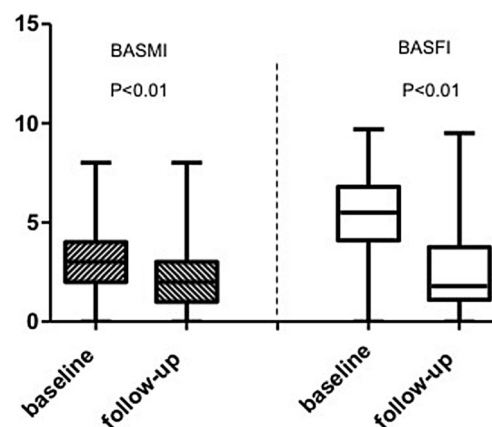 15
BASMI
BASFI
P<0.01
P<0.01
10
5
0
baseline
follow-up
baseline
follow-up